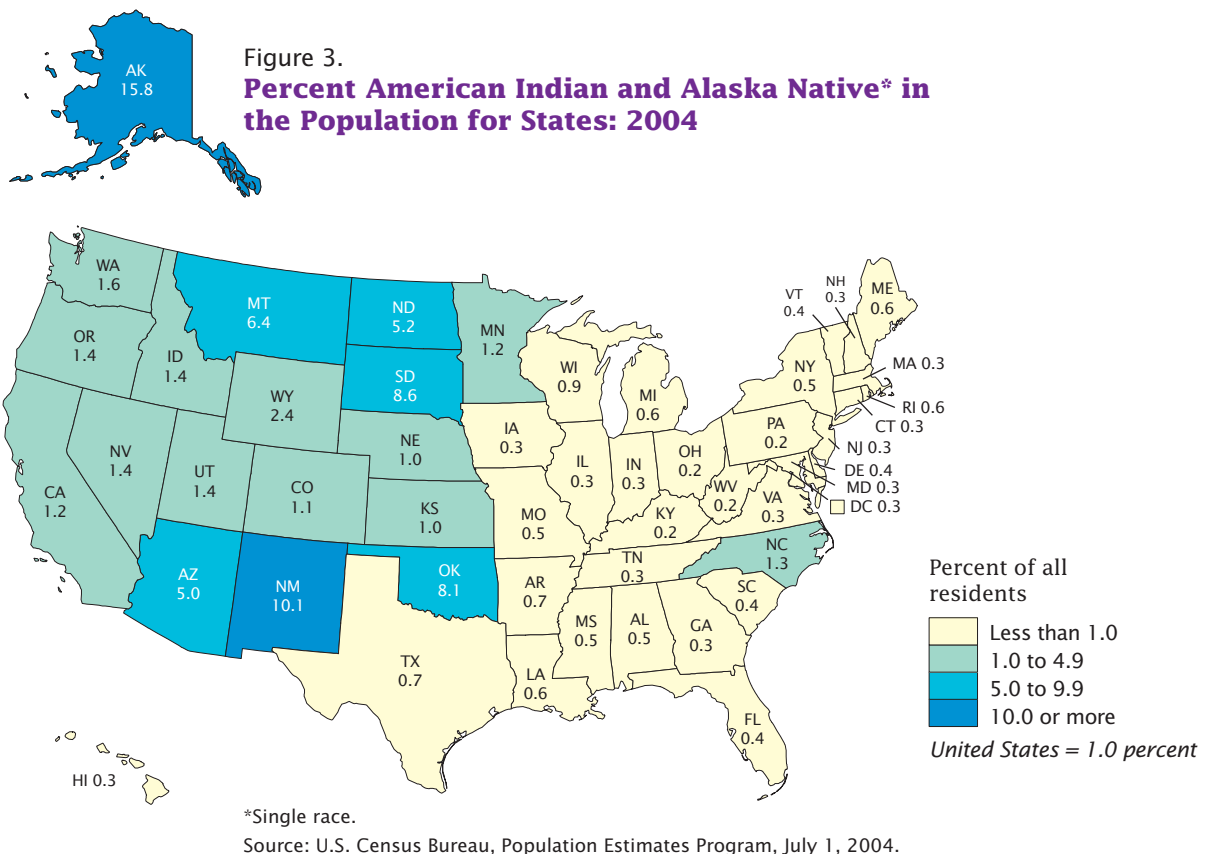 Figure 3.
Percent American Indian and Alaska Native* in
the Population for States: 2004
AK
15.8
WA
1.6
OR
1.4
ID
1.4
MT
6.4
ND
5.2
MN
1.2
SD
8.6
WY
2.4
NE
1.0
NV
1.4
UT
1.4
CO
1.1
KS
1.0
CA
1.2
AZ
5.0
NM
10.1
OK
8.1
TX
0.7
WI
0.9
MI
0.6
IA
0.3
IL
0.3
IN
0.3
OH
0.2
MO
0.5
KY
0.2
WV
0.2
VA
0.3
TN
0.3
NC
1.3
SC
0.4
AR
0.7
MS
0.5
AL
0.5
GA
0.3
LA
0.6
FL
0.4
PA
0.2
NY
0.5
VT
0.4
NH
0.3
ME
0.6
MA 0.3
RI 0.6
CT 0.3
NJ 0.3
DE 0.4
MD 0.3
DC 0.3
HI 0.3
Percent of all
residents
Less than 1.0
1.0 to 4.9
5.0 to 9.9
10.0 or more
United States = 1.0 percent
*Single race.
Source: U.S. Census Bureau, Population Estimates Program, July 1, 2004.